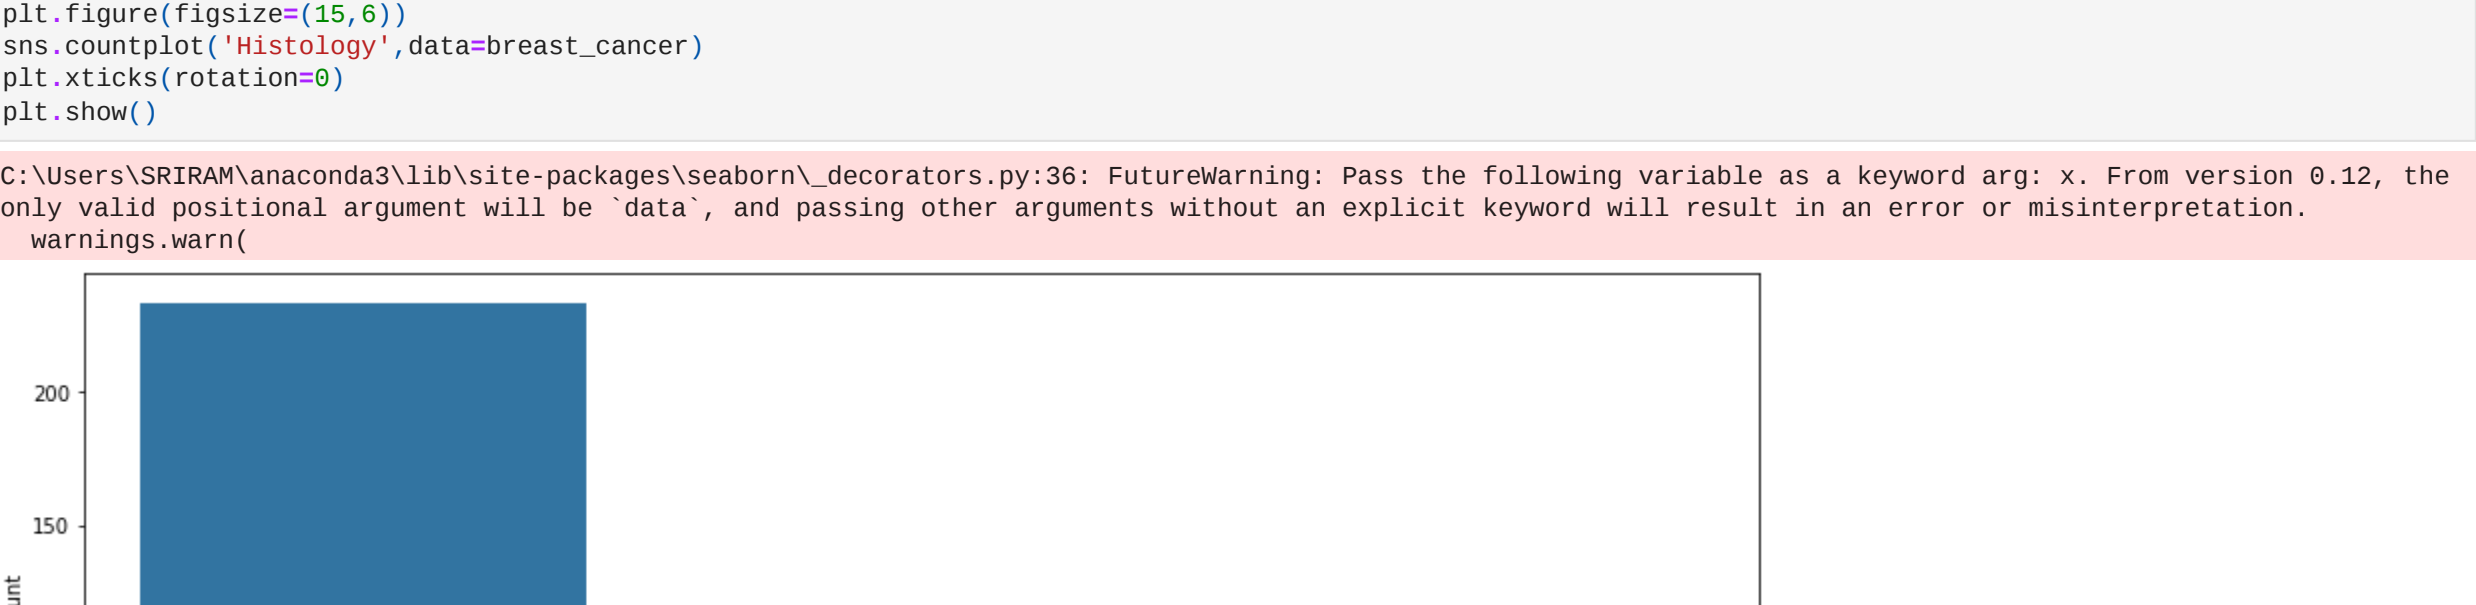 plt.figure(figsize=(15,6))
sns.countplot('Histology',data=breast_cancer)
plt.xticks(rotation=0)
plt.show()
C:\Users\SRIRAM\anaconda3\lib\site-packages\seaborn\_decorators.py:36: FutureWarning: Pass the following variable as a keyword arg: x. From version 0.12, the
only valid positional argument will be `data`, and passing other arguments without an explicit keyword will result in an error or misinterpretation.
  warnings.warn(
200
150